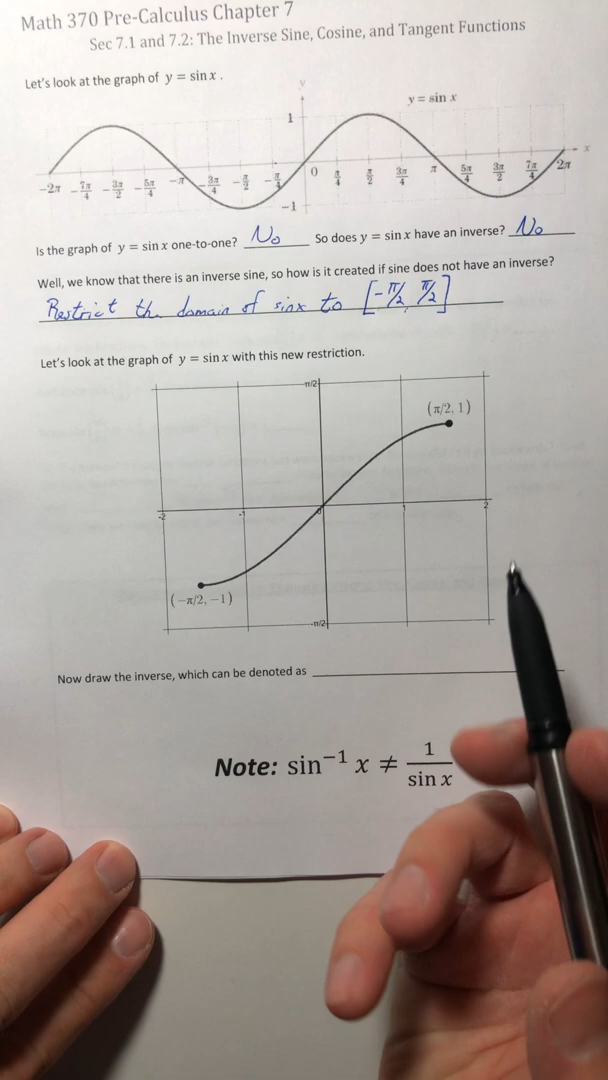 Math 370 Pre-Calculus Chapter 7
Sec 7.1 and 7.2: The Inverse Sine, Cosine, and Tangent Functions
Let's look at the graph of y = sin x .
y
y = sin x
1
x
−2π −7π/4 −3π/2 −5π/4 −π −3π/4 −π/2 −π/4 0 π/4 π/2 3π/4 π 5π/4 3π/2 7π/4 2π
−1
Is the graph of y = sin x one-to-one? No So does y = sin x have an inverse? No
Well, we know that there is an inverse sine, so how is it created if sine does not have an inverse?
Restrict the domain of sinx to [-π/2, π/2]
Let's look at the graph of y = sin x with this new restriction.
π/2
(π/2, 1)
-2 -1 0 1 2
(−π/2, −1)
-π/2
Now draw the inverse, which can be denoted as
Note: sin⁻¹ x ≠ 1/sin x